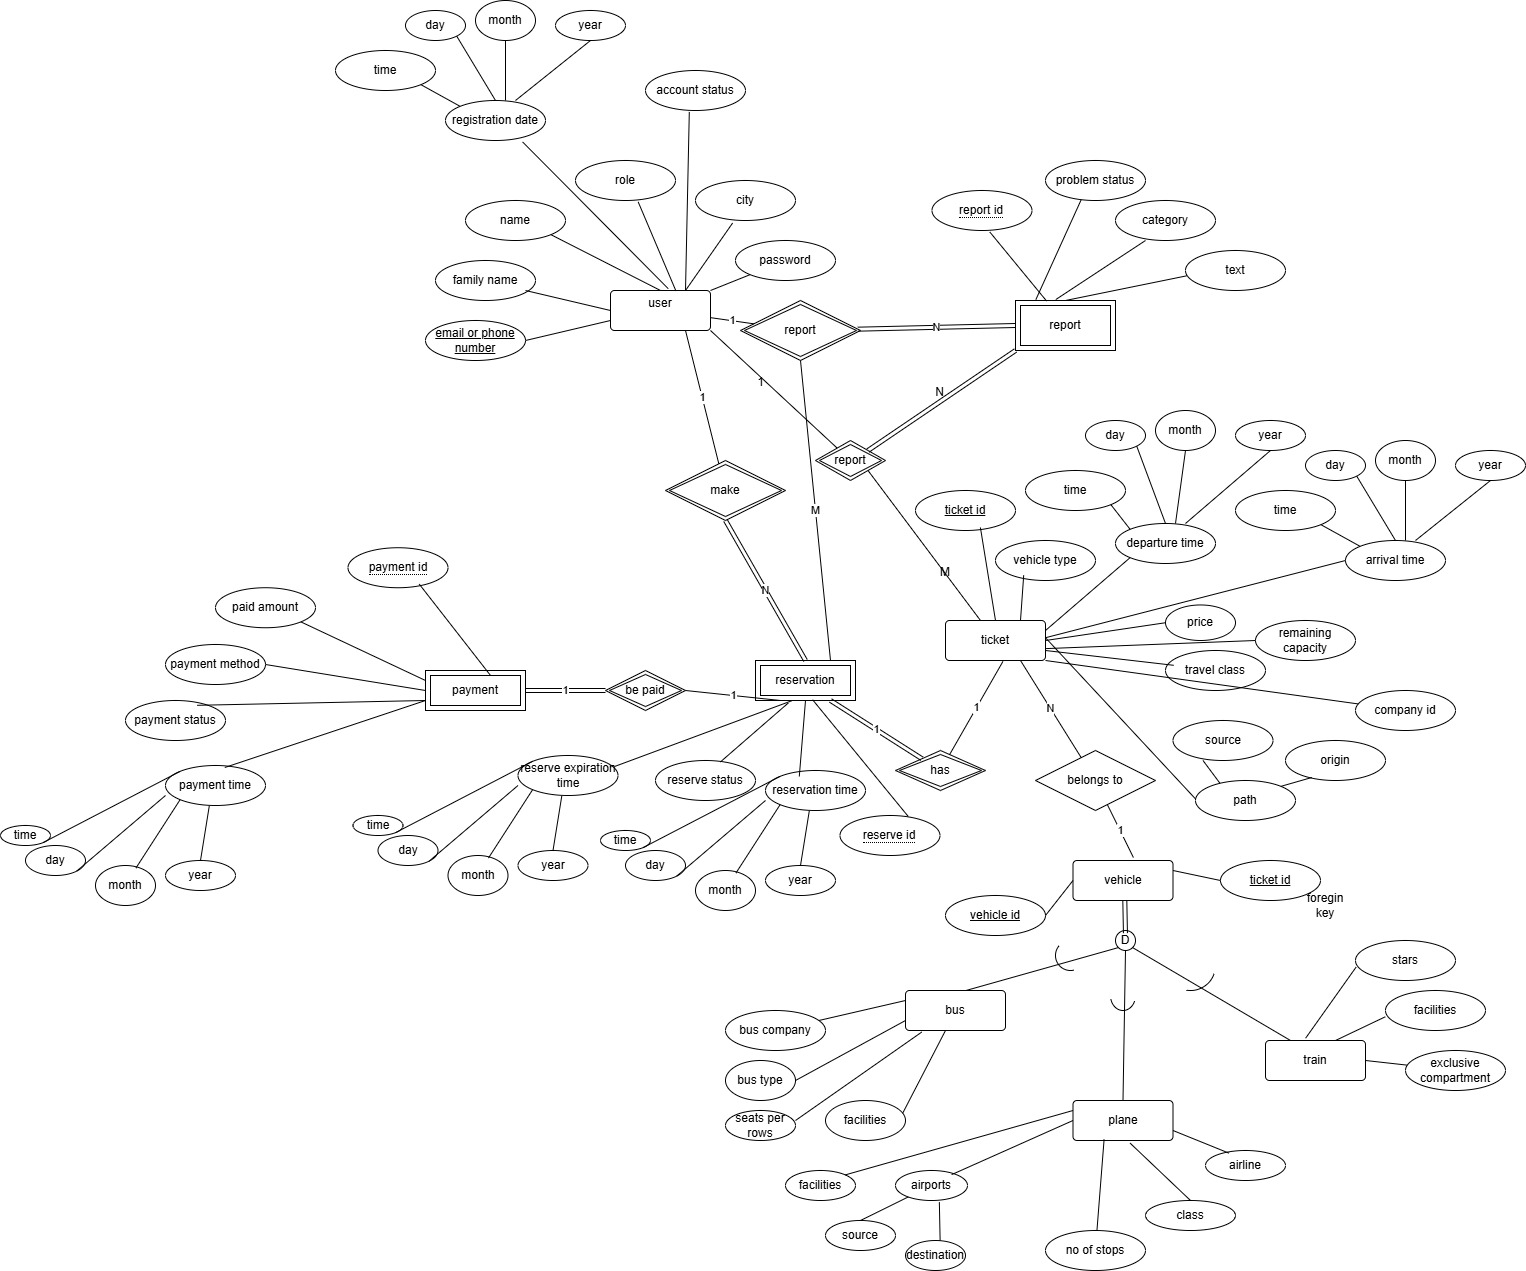 day
month
year
time
registration date
account status
role
city
name
password
family name
email or phone
number
user
1
report
N
report
report id
problem status
category
text
1
1
N
report
make
M
M
N
ticket id
vehicle type
day
month
year
time
departure time
day
month
year
time
arrival time
ticket
price
remaining
capacity
travel class
company id
source
origin
path
payment id
paid amount
payment method
payment status
payment
1
be paid
1
reservation
payment time
time
day
month
year
reserve expiration
time
time
day
month
year
reserve status
reservation time
time
day
month
year
reserve id
1
has
1
N
belongs to
1
vehicle
vehicle id
ticket id
foregin
key
D
bus
bus company
bus type
seats per
rows
facilities
stars
facilities
exclusive
compartment
train
plane
facilities
airports
source
destination
no of stops
class
airline